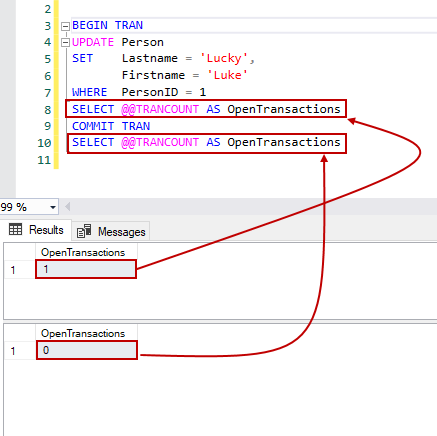 2
3 BEGIN TRAN
4 UPDATE Person
5 SET Lastname = 'Lucky',
6 Firstname = 'Luke'
7 WHERE PersonID = 1
8 SELECT @@TRANCOUNT AS OpenTransactions
9 COMMIT TRAN
10 SELECT @@TRANCOUNT AS OpenTransactions
11
99 %
Results Messages
OpenTransactions
1 1
OpenTransactions
1 0